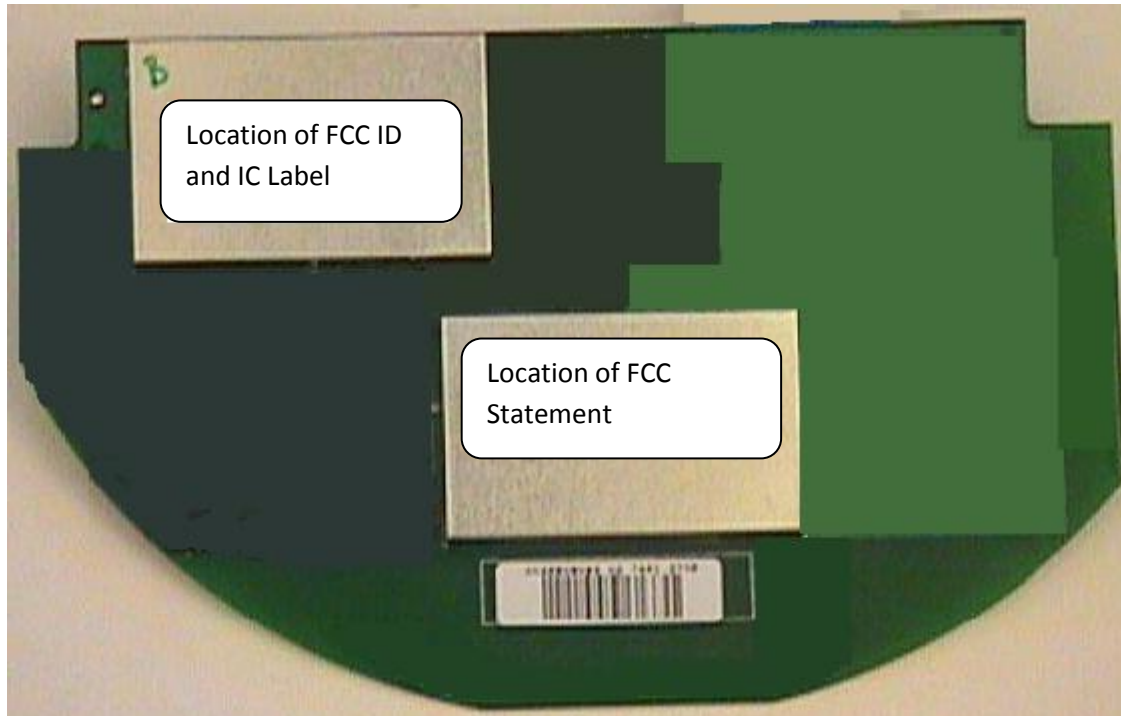 B
Location of FCC ID
and IC Label
Location of FCC
Statement